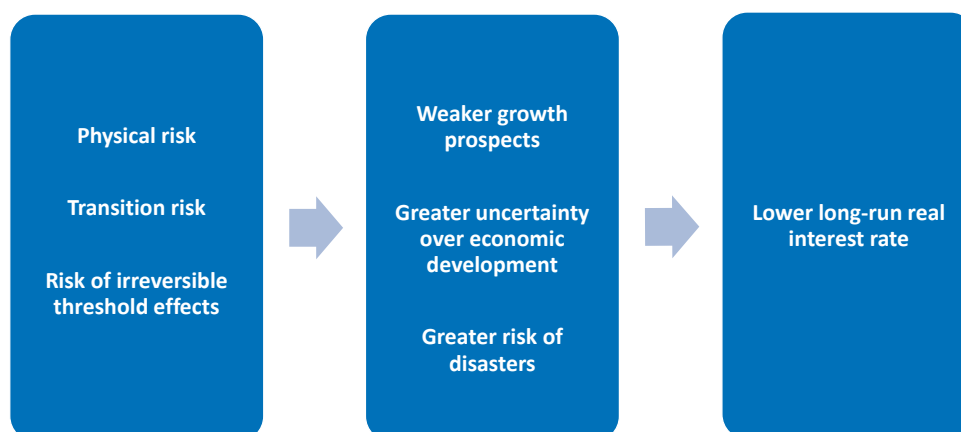 Physical risk
Transition risk
Risk of irreversible
threshold effects
Weaker growth
prospects
Greater uncertainty
over economic
development
Greater risk of
disasters
Lower long-run real
interest rate